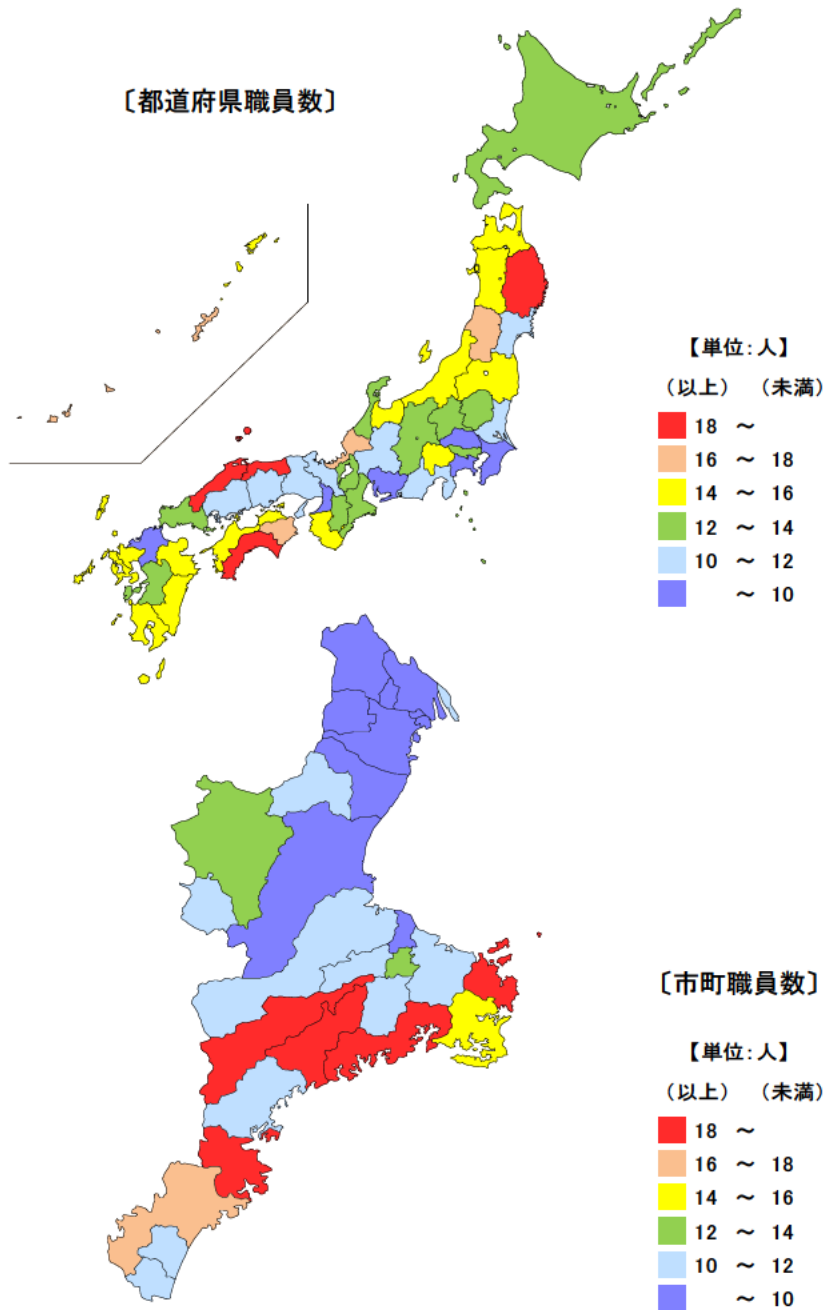 〔都道府県職員数〕
【単位:人】
（以上）　（未満）
18　～
16　～　18
14　～　16
12　～　14
10　～　12
～　10
〔市町職員数〕
【単位:人】
（以上）　（未満）
18　～
16　～　18
14　～　16
12　～　14
10　～　12
～　10